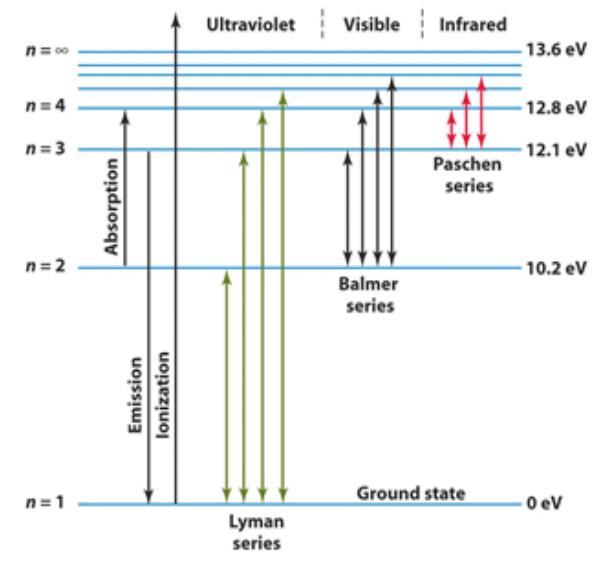 Ultraviolet Visible Infrared
n = ∞ 13.6 eV
n = 4 12.8 eV
n = 3 12.1 eV
Paschen
series
Absorption
n = 2 10.2 eV
Balmer
series
Emission
Ionization
Ground state
n = 1 0 eV
Lyman
series